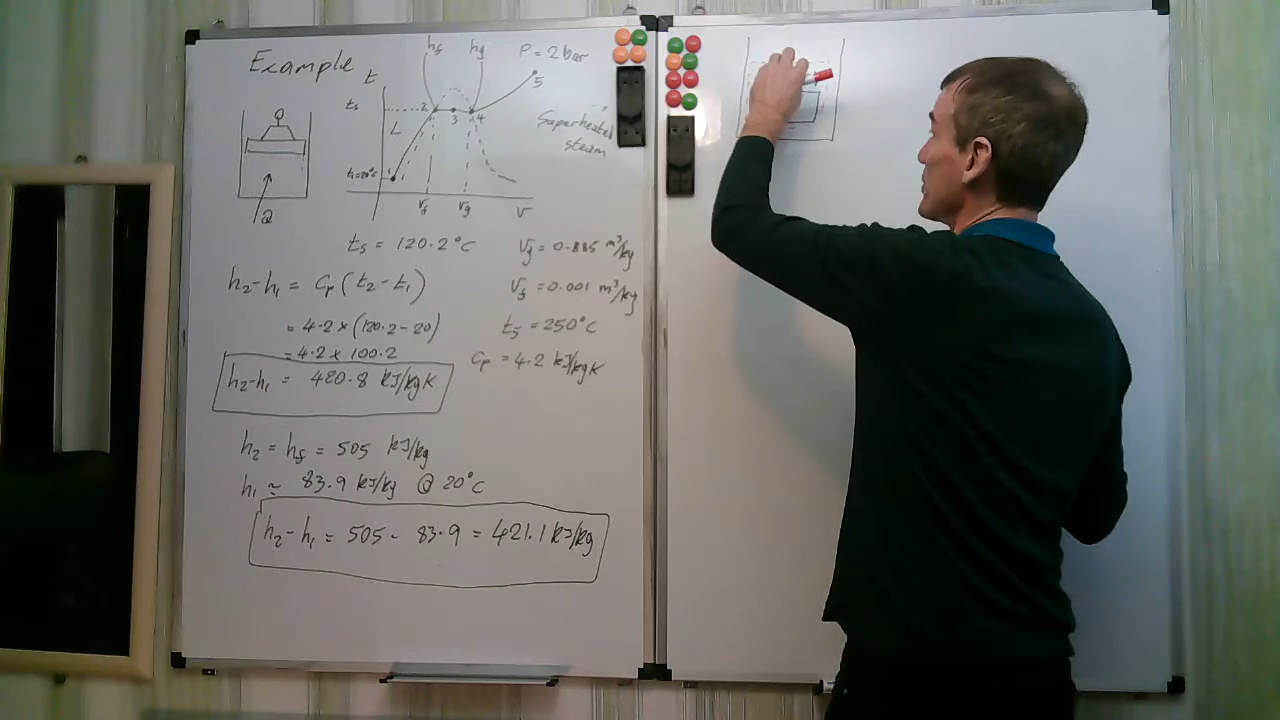 Example
t
hf
hg
P = 2 bar
5
ts
2
3
4
L
Superheated
steam
t1=20°C
Q
vf
vg
v
ts = 120.2°C
vg = 0.885 m³/kg
h2-h1 = Cp(t2-t1)
vf = 0.001 m³/kg
= 4.2 x (120.2-20)
t5 = 250°C
= 4.2 x 100.2
Cp = 4.2 kJ/kgK
h2-h1 = 420.8 kJ/kgK
h2 = hf = 505 kJ/kg
h1 ≈ 83.9 kJ/kg @ 20°C
h2-h1 = 505 - 83.9 = 421.1 kJ/kg